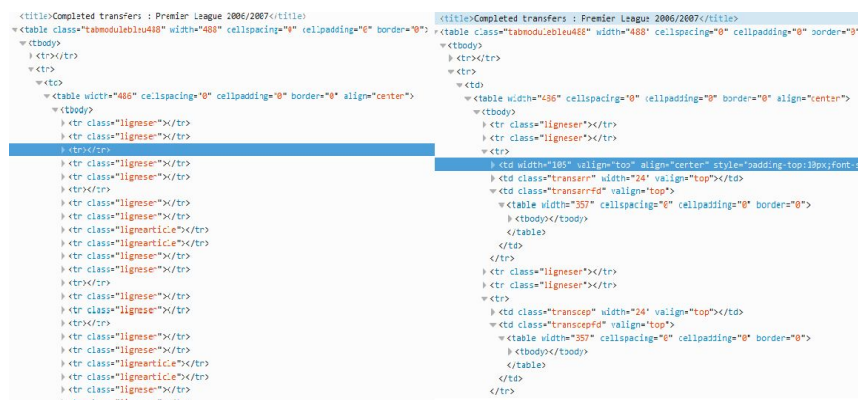 <title>Completed transfers : Premier League 2006/2007</title>
<table class="tabmodulebleu488" width="488" cellspacing="0" cellpadding="0" border="0">
<tbody>
<tr></tr>
<tr>
<td>
<table width="486" cellspacing="0" cellpadding="0" border="0" align="center">
<tbody>
<tr class="ligneser"></tr>
<tr class="ligneser"></tr>
<tr></tr>
<tr class="ligneser"></tr>
<tr class="ligneser"></tr>
<tr></tr>
<tr class="ligneser"></tr>
<tr class="ligneser"></tr>
<tr class="lignearticle"></tr>
<tr class="lignearticle"></tr>
<tr class="ligneser"></tr>
<tr class="ligneser"></tr>
<tr></tr>
<tr class="ligneser"></tr>
<tr class="ligneser"></tr>
<tr></tr>
<tr class="ligneser"></tr>
<tr class="ligneser"></tr>
<tr class="lignearticle"></tr>
<tr class="lignearticle"></tr>
<tr class="ligneser"></tr>
<title>Completed transfers : Premier League 2006/2007</title>
<table class="tabmodulebleu488" width="488" cellspacing="0" cellpadding="0" border="0"
<tbody>
<tr></tr>
<tr>
<td>
<table width="486" cellspacing="0" cellpadding="0" border="0" align="center">
<tbody>
<tr class="ligneser"></tr>
<tr class="ligneser"></tr>
<tr>
<td width="105" valign="top" align="center" style="padding-top:10px;font-s
<td class="transarr" width="24" valign="top"></td>
<td class="transarrfd" valign="top">
<table width="357" cellspacing="0" cellpadding="0" border="0">
<tbody></tbody>
</table>
</td>
</tr>
<tr class="ligneser"></tr>
<tr class="ligneser"></tr>
<tr>
<td class="transcep" width="24" valign="top"></td>
<td class="transcepfd" valign="top">
<table width="357" cellspacing="0" cellpadding="0" border="0">
<tbody></tbody>
</table>
</td>
</tr>